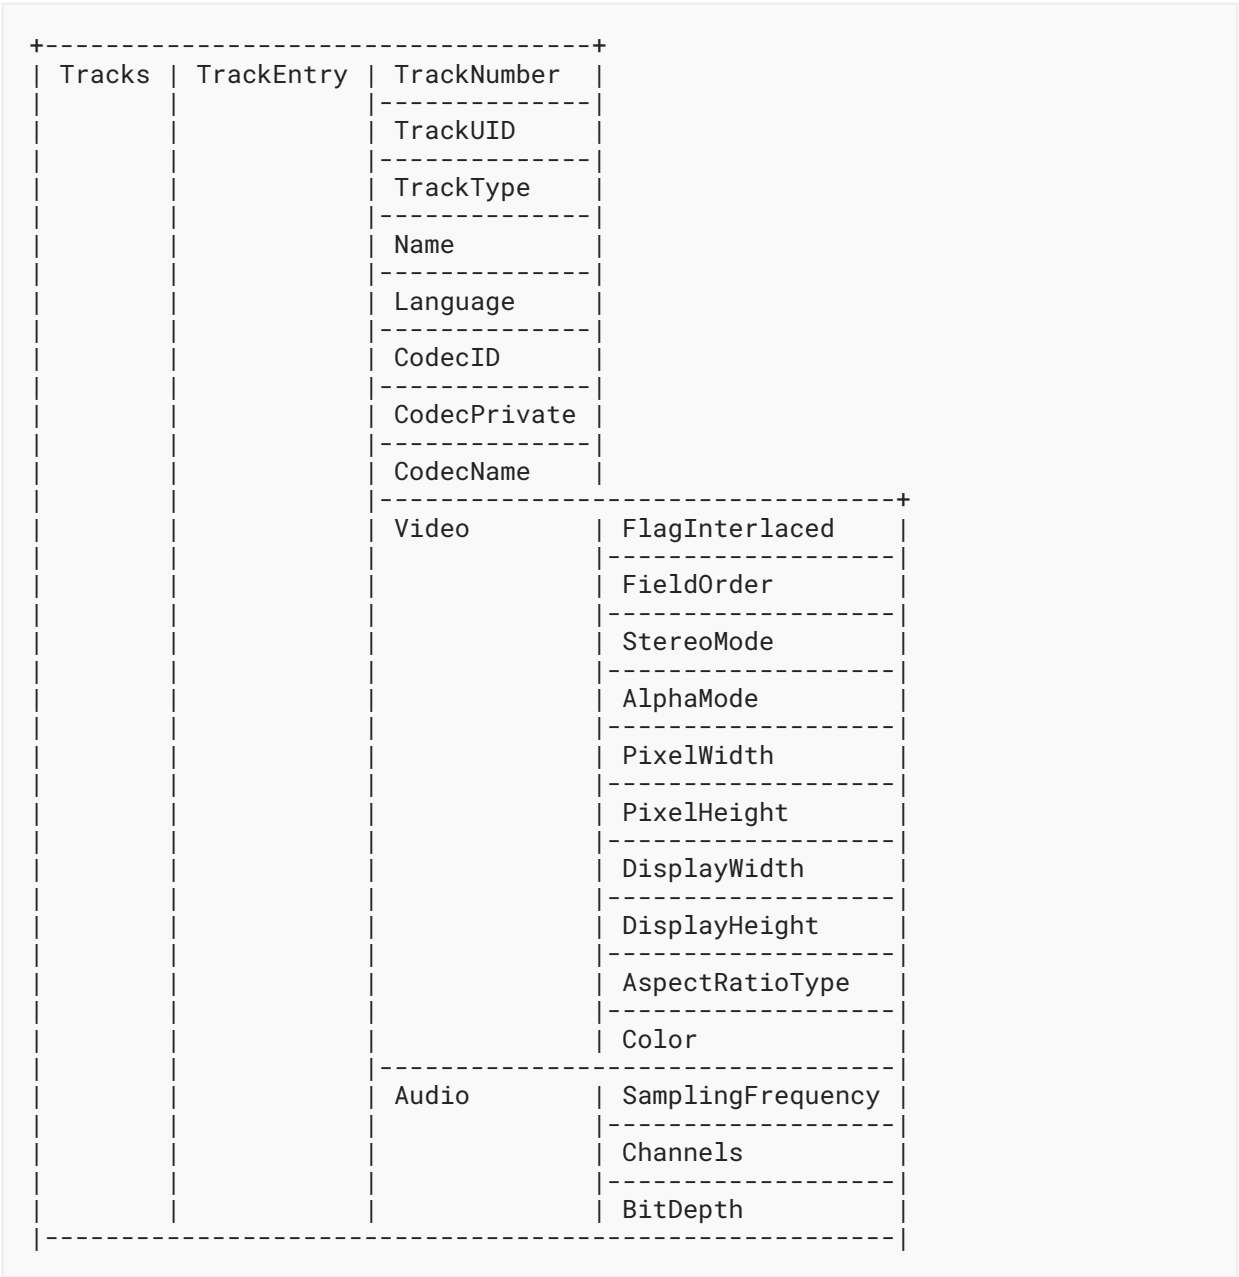 +------------------------------------+
| Tracks | TrackEntry | TrackNumber  |
|        |            |--------------|
|        |            | TrackUID     |
|        |            |--------------|
|        |            | TrackType    |
|        |            |--------------|
|        |            | Name         |
|        |            |--------------|
|        |            | Language     |
|        |            |--------------|
|        |            | CodecID      |
|        |            |--------------|
|        |            | CodecPrivate |
|        |            |--------------|
|        |            | CodecName    |
|        |            |----------------------------------+
|        |            | Video        | FlagInterlaced    |
|        |            |              |-------------------|
|        |            |              | FieldOrder        |
|        |            |              |-------------------|
|        |            |              | StereoMode        |
|        |            |              |-------------------|
|        |            |              | AlphaMode         |
|        |            |              |-------------------|
|        |            |              | PixelWidth        |
|        |            |              |-------------------|
|        |            |              | PixelHeight       |
|        |            |              |-------------------|
|        |            |              | DisplayWidth      |
|        |            |              |-------------------|
|        |            |              | DisplayHeight     |
|        |            |              |-------------------|
|        |            |              | AspectRatioType   |
|        |            |              |-------------------|
|        |            |              | Color             |
|        |            |----------------------------------|
|        |            | Audio        | SamplingFrequency |
|        |            |              |-------------------|
|        |            |              | Channels          |
|        |            |              |-------------------|
|        |            |              | BitDepth          |
|--------------------------------------------------------|